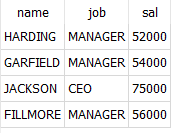 name job sal
HARDING MANAGER 52000
GARFIELD MANAGER 54000
JACKSON CEO 75000
FILLMORE MANAGER 56000